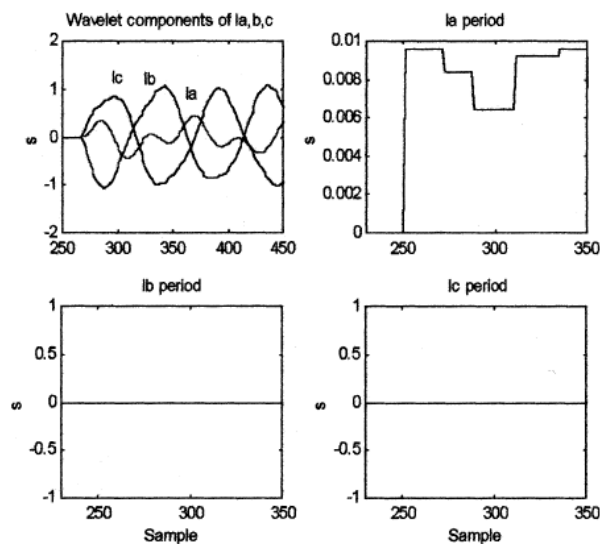 Wavelet components of Ia,b,c
2
1
0
-1
-2
s
Ic
Ib
Ia
250
300
350
400
450
Ia period
0.01
0.008
0.006
0.004
0.002
0
s
250
300
350
Ib period
1
0.5
0
-0.5
-1
s
250
300
350
Sample
Ic period
1
0.5
0
-0.5
-1
s
250
300
350
Sample